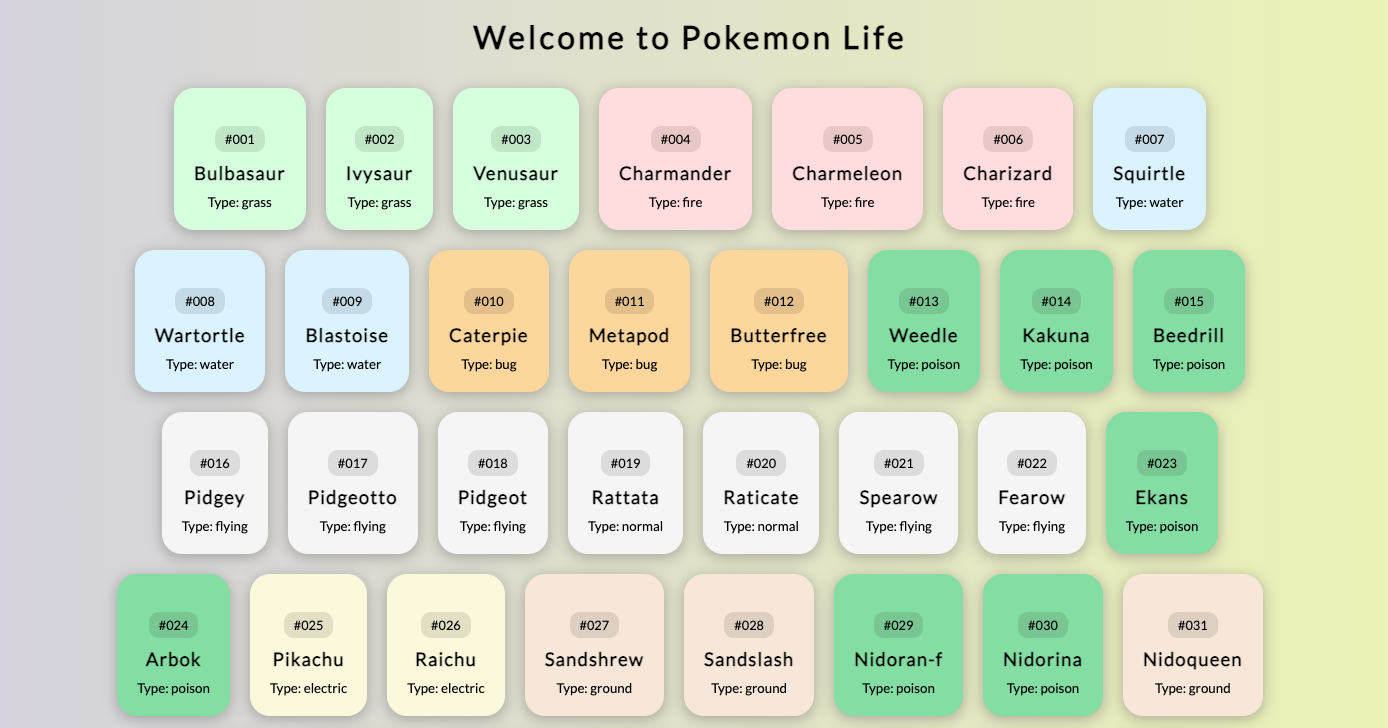 Welcome to Pokemon Life
#001
Bulbasaur
Type: grass
#002
Ivysaur
Type: grass
#003
Venusaur
Type: grass
#004
Charmander
Type: fire
#005
Charmeleon
Type: fire
#006
Charizard
Type: fire
#007
Squirtle
Type: water
#008
Wartortle
Type: water
#009
Blastoise
Type: water
#010
Caterpie
Type: bug
#011
Metapod
Type: bug
#012
Butterfree
Type: bug
#013
Weedle
Type: poison
#014
Kakuna
Type: poison
#015
Beedrill
Type: poison
#016
Pidgey
Type: flying
#017
Pidgeotto
Type: flying
#018
Pidgeot
Type: flying
#019
Rattata
Type: normal
#020
Raticate
Type: normal
#021
Spearow
Type: flying
#022
Fearow
Type: flying
#023
Ekans
Type: poison
#024
Arbok
Type: poison
#025
Pikachu
Type: electric
#026
Raichu
Type: electric
#027
Sandshrew
Type: ground
#028
Sandslash
Type: ground
#029
Nidoran-f
Type: poison
#030
Nidorina
Type: poison
#031
Nidoqueen
Type: ground